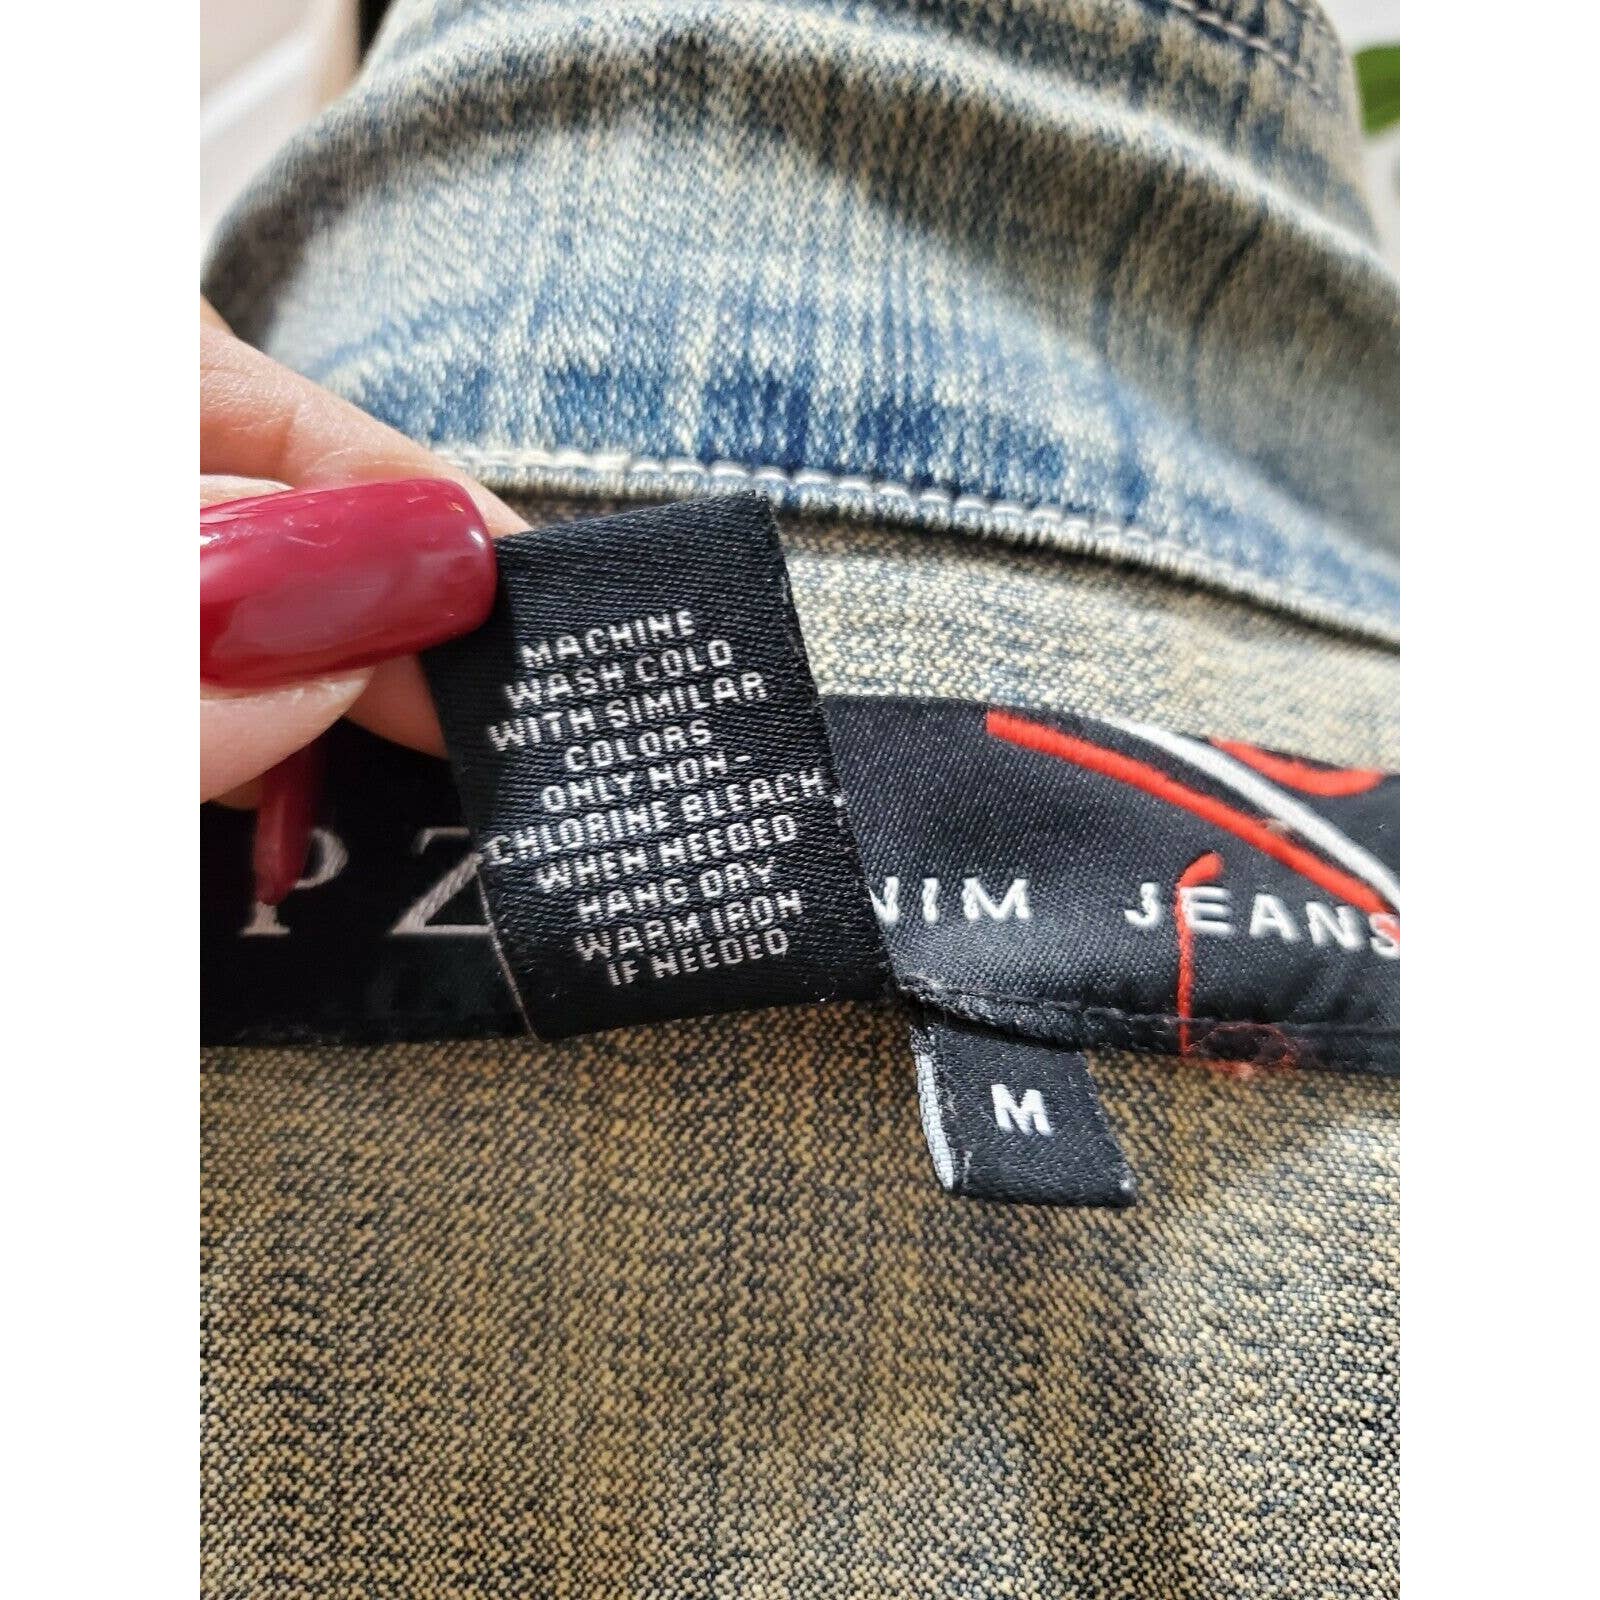 MACHINE
WASH COLD
WITH SIMILAR
COLORS
ONLY NON-
CHLORINE BLEACH,
WHEN NEEDED
HANG DRY
WARM IRON
IF NEEDED
PZ
NIM JEANS
M